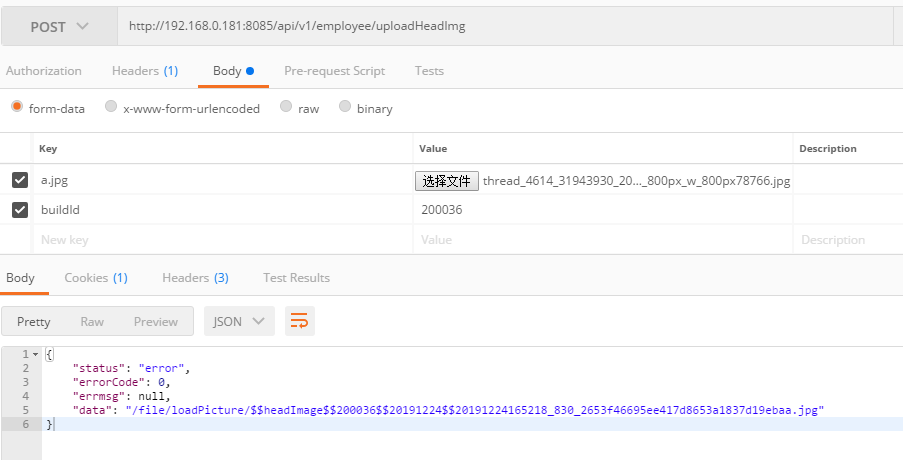 POST http://192.168.0.181:8085/api/v1/employee/uploadHeadImg
Authorization Headers (1) Body Pre-request Script Tests
form-data x-www-form-urlencoded raw binary
Key Value Description
a.jpg 选择文件 thread_4614_31943930_20..._800px_w_800px78766.jpg
buildId 200036
New key Value Description
Body Cookies (1) Headers (3) Test Results
Pretty Raw Preview JSON
1 {
2 "status": "error",
3 "errorCode": 0,
4 "errmsg": null,
5 "data": "/file/loadPicture/$$headImage$$200036$$20191224$$20191224165218_830_2653f46695ee417d8653a1837d19ebaa.jpg"
6 }